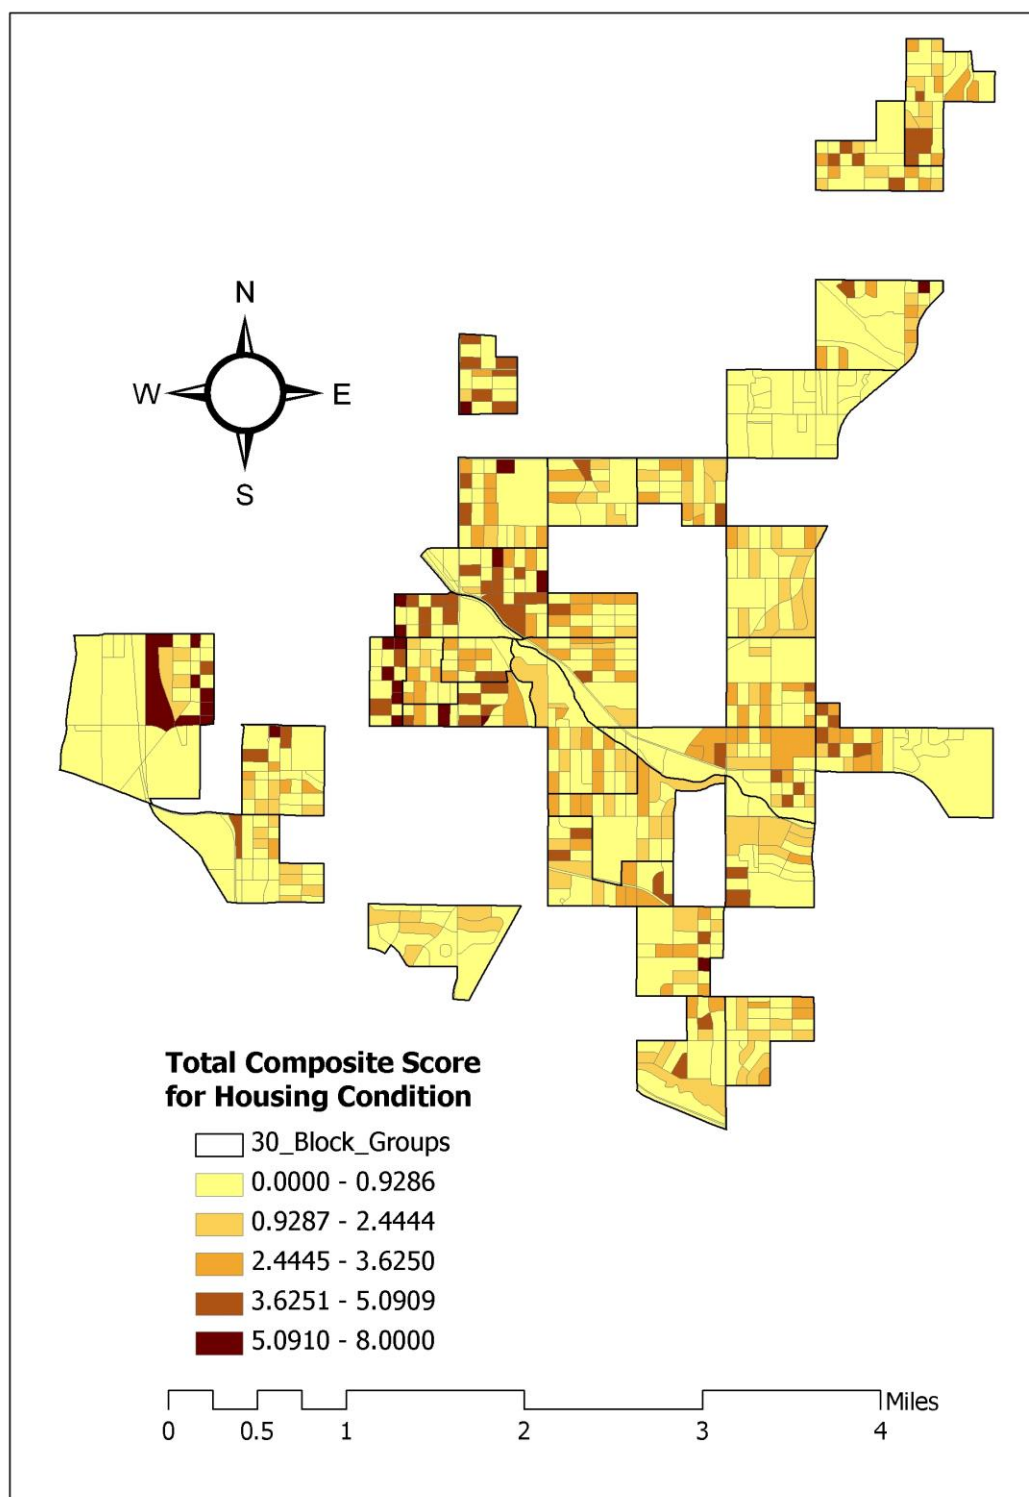 N
W E
S
Total Composite Score
for Housing Condition
30_Block_Groups
0.0000 - 0.9286
0.9287 - 2.4444
2.4445 - 3.6250
3.6251 - 5.0909
5.0910 - 8.0000
Miles
0 0.5 1 2 3 4